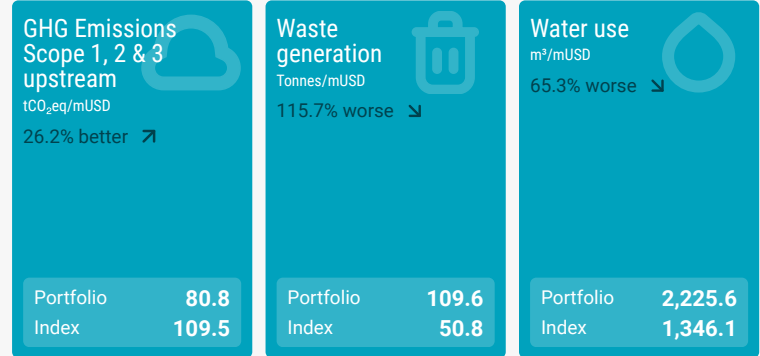 GHG Emissions
Scope 1, 2 & 3
upstream
tCO₂eq/mUSD
26.2% better
Portfolio 80.8
Index 109.5
Waste
generation
Tonnes/mUSD
115.7% worse
Portfolio 109.6
Index 50.8
Water use
m³/mUSD
65.3% worse
Portfolio 2,225.6
Index 1,346.1